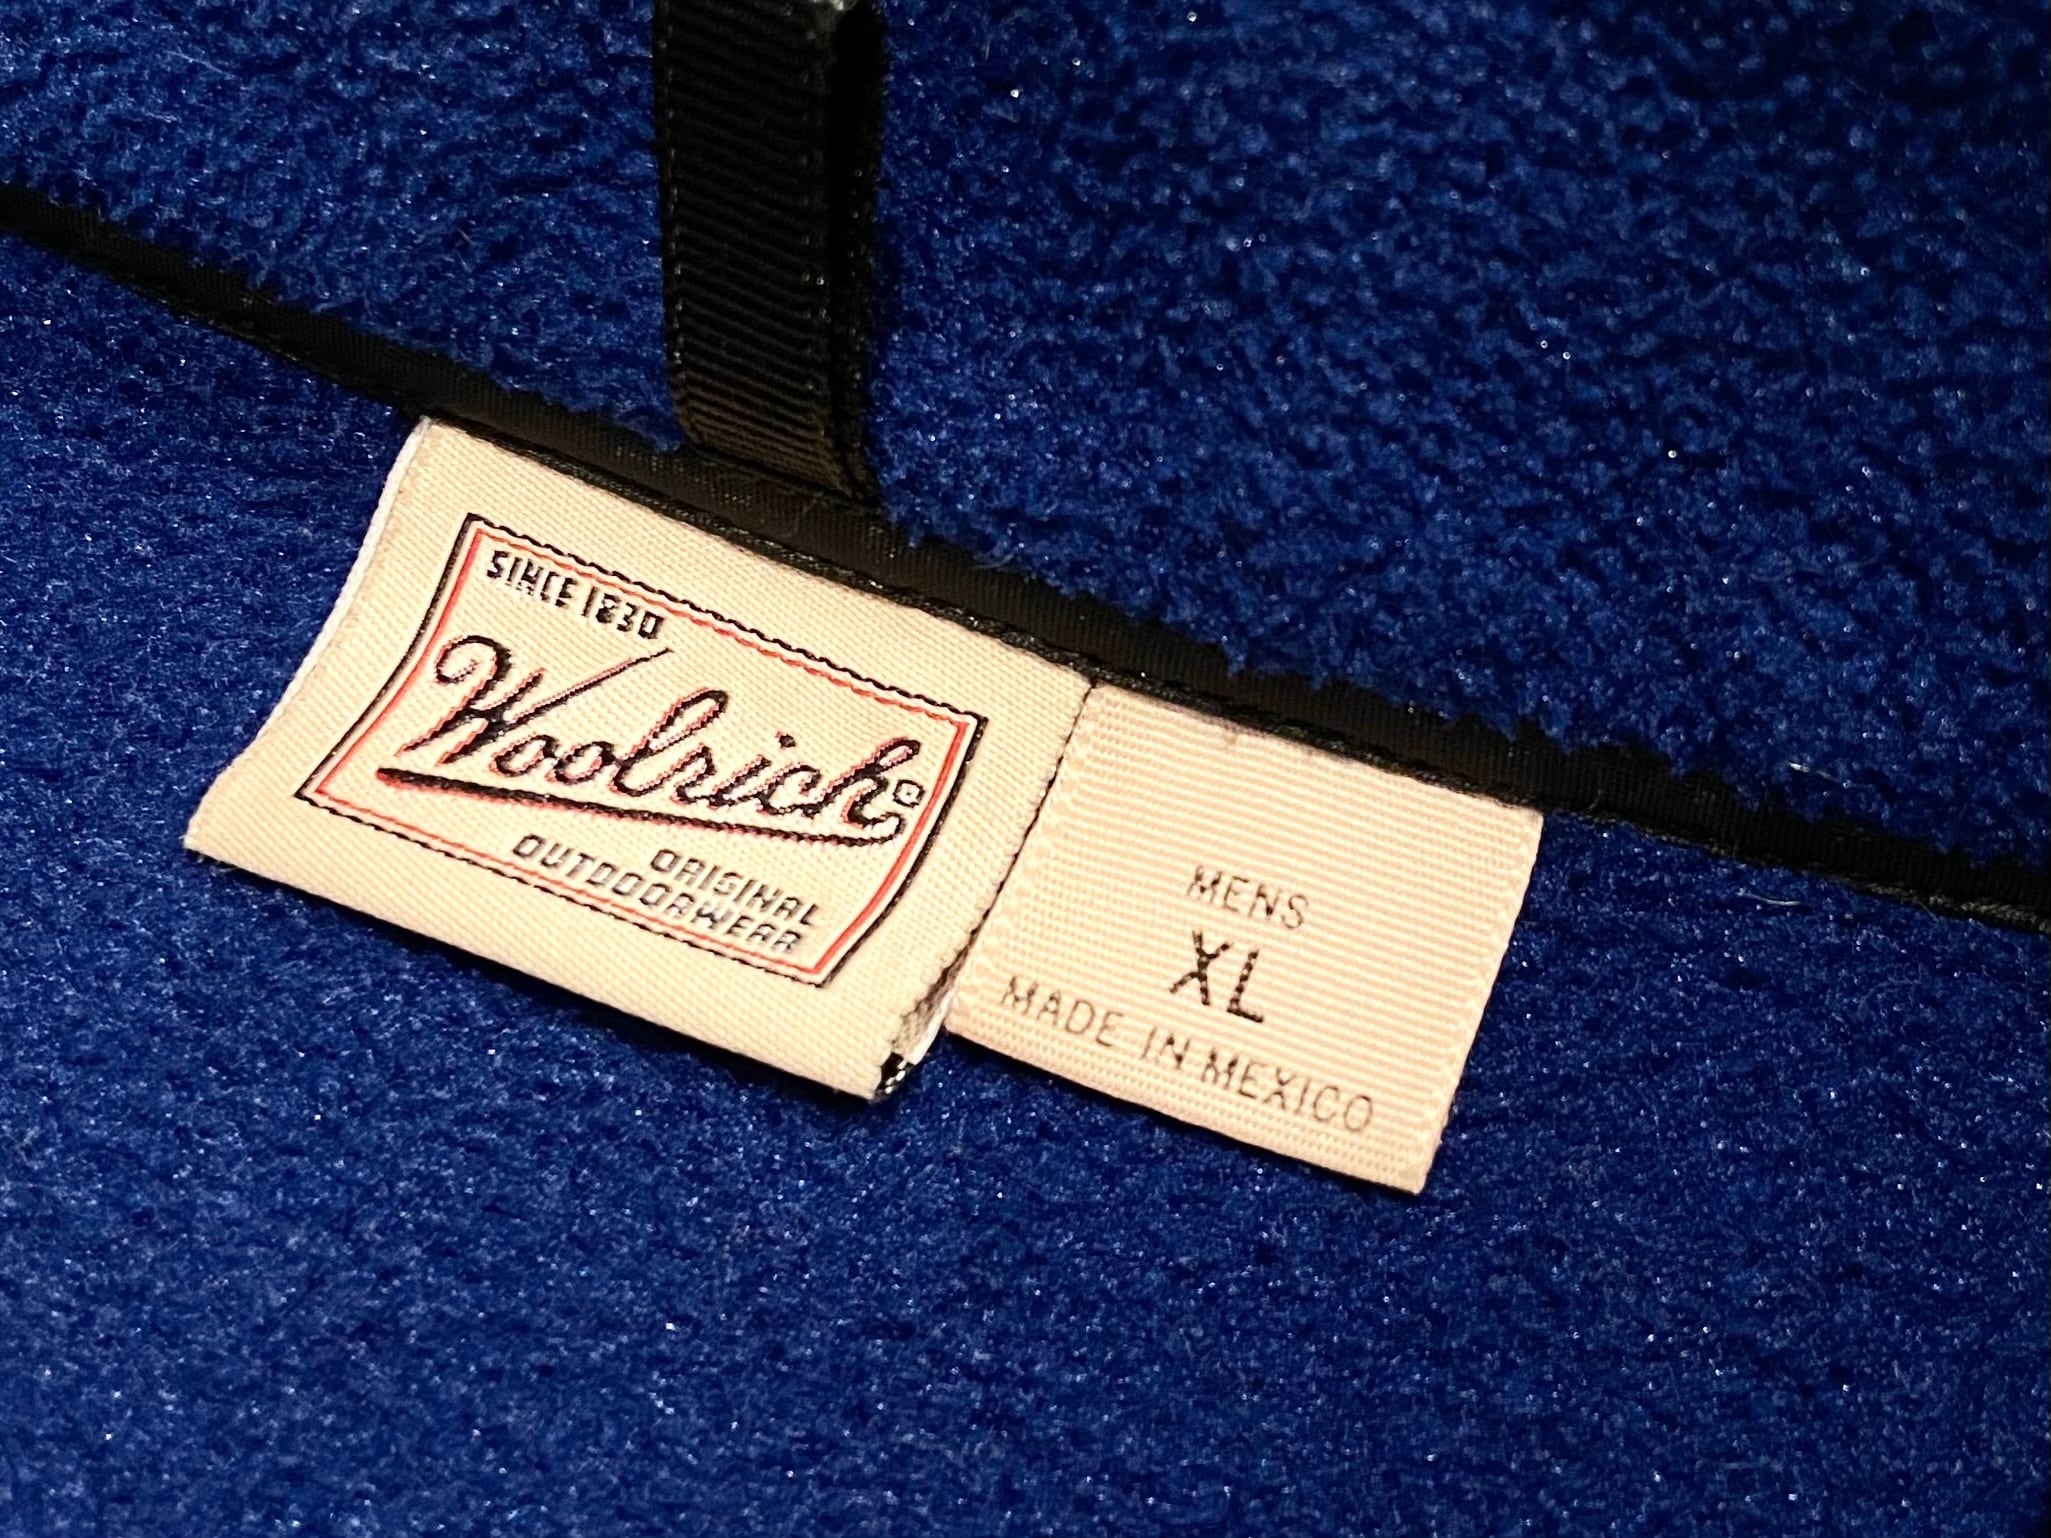 SINCE 1830
Woolrich
ORIGINAL
OUTDOORWEAR
MENS
XL
MADE IN MEXICO